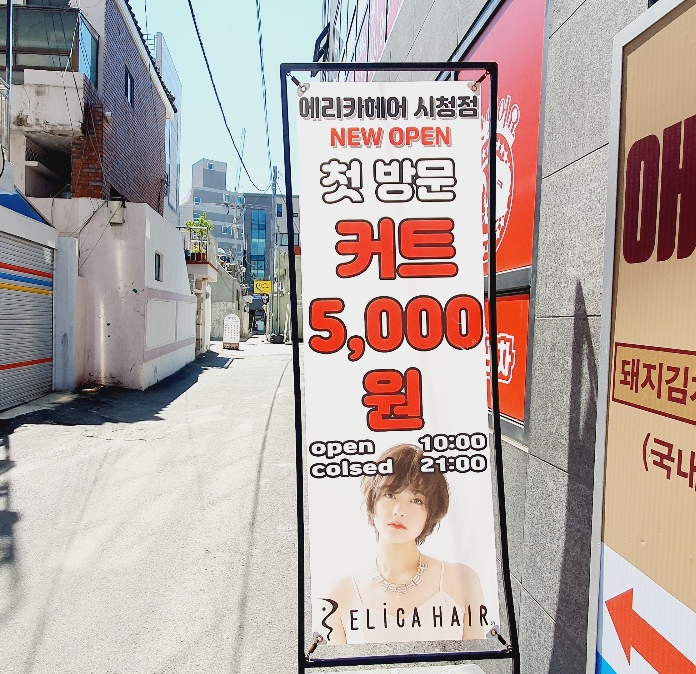 에리카헤어 시청점
NEW OPEN
첫 방문
커트
5,000
원
open 10:00
colsed 21:00
ELICA HAIR
돼지김
(국내